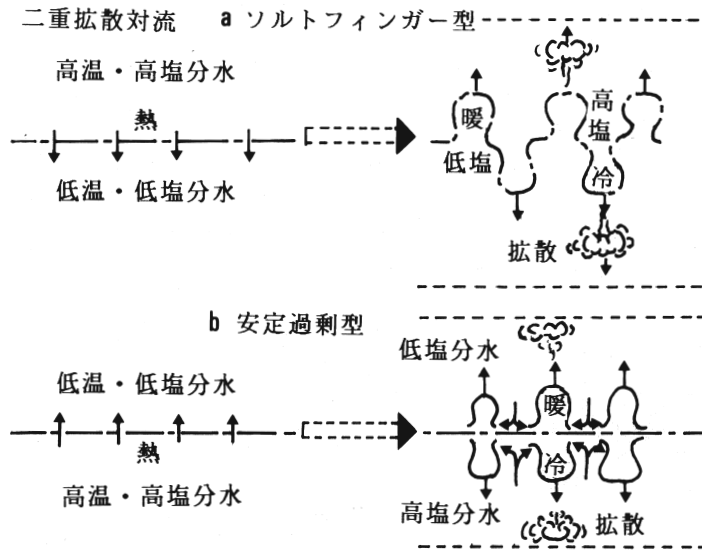 二重拡散対流 a ソルトフィンガー型
高温・高塩分水
熱
低温・低塩分水
暖
低塩
高塩
冷
拡散
b 安定過剰型
低温・低塩分水
熱
高温・高塩分水
低塩分水
暖
冷
高塩分水
拡散